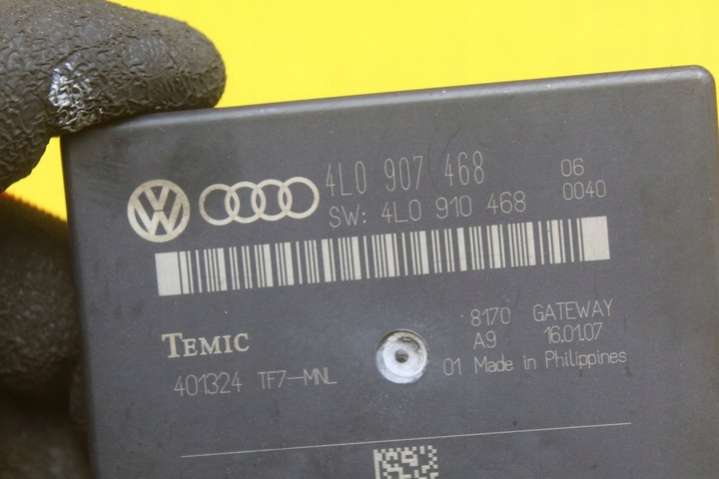 4L0 907 468 06
SW: 4L0 910 468 0040
8170 GATEWAY
TEMIC A9 16.01.07
401324 TF7-MNL 01 Made in Philippines